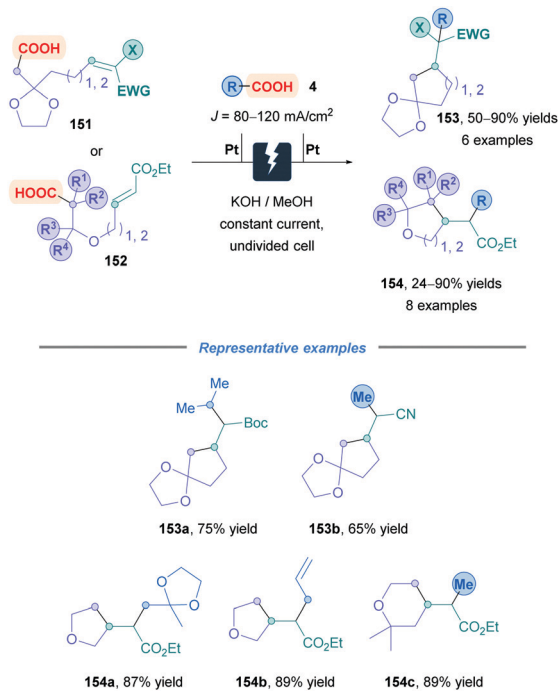 COOH
X
1, 2
EWG
O
O
151
or
HOOC
R¹
R²
R³
R⁴
O
CO₂Et
1, 2
152
R
COOH
4
J = 80–120 mA/cm²
Pt
Pt
KOH / MeOH
constant current,
undivided cell
X
R
EWG
1, 2
O
O
153, 50–90% yields
6 examples
R⁴
R¹
R²
R³
R
O
1, 2
CO₂Et
154, 24–90% yields
8 examples
Representative examples
Me
Me
Boc
O
O
153a, 75% yield
Me
CN
O
O
153b, 65% yield
O
O
O
Me
CO₂Et
154a, 87% yield
O
CO₂Et
154b, 89% yield
O
Me
Me
Me
CO₂Et
154c, 89% yield